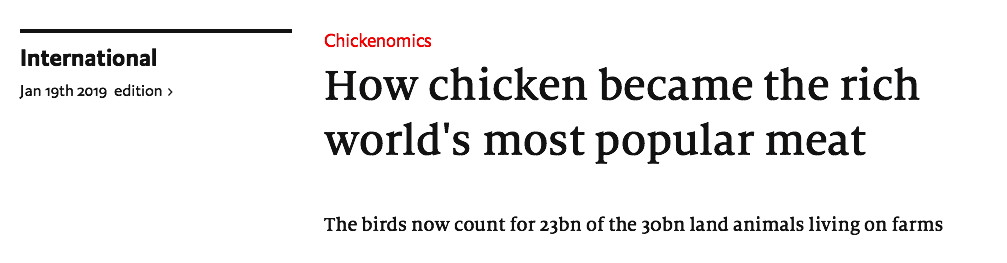 International
Jan 19th 2019 edition >
Chickenomics
How chicken became the rich
world's most popular meat
The birds now count for 23bn of the 30bn land animals living on farms